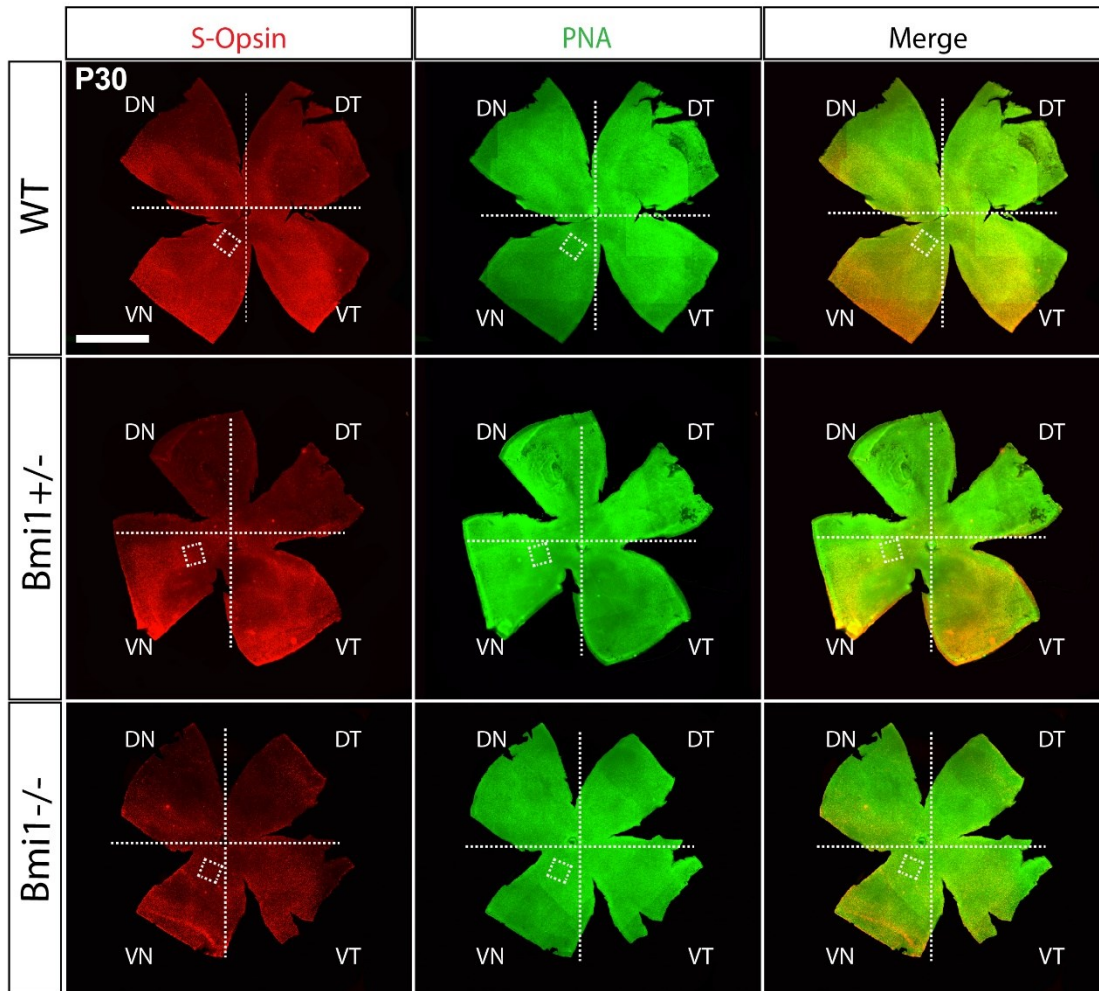 S-Opsin PNA Merge
WT
P30
DN DT DN DT DN DT
VN VT VN VT VN VT
Bmi1+/-
DN DT DN DT DN DT
VN VT VN VT VN VT
Bmi1-/-
DN DT DN DT DN DT
VN VT VN VT VN VT